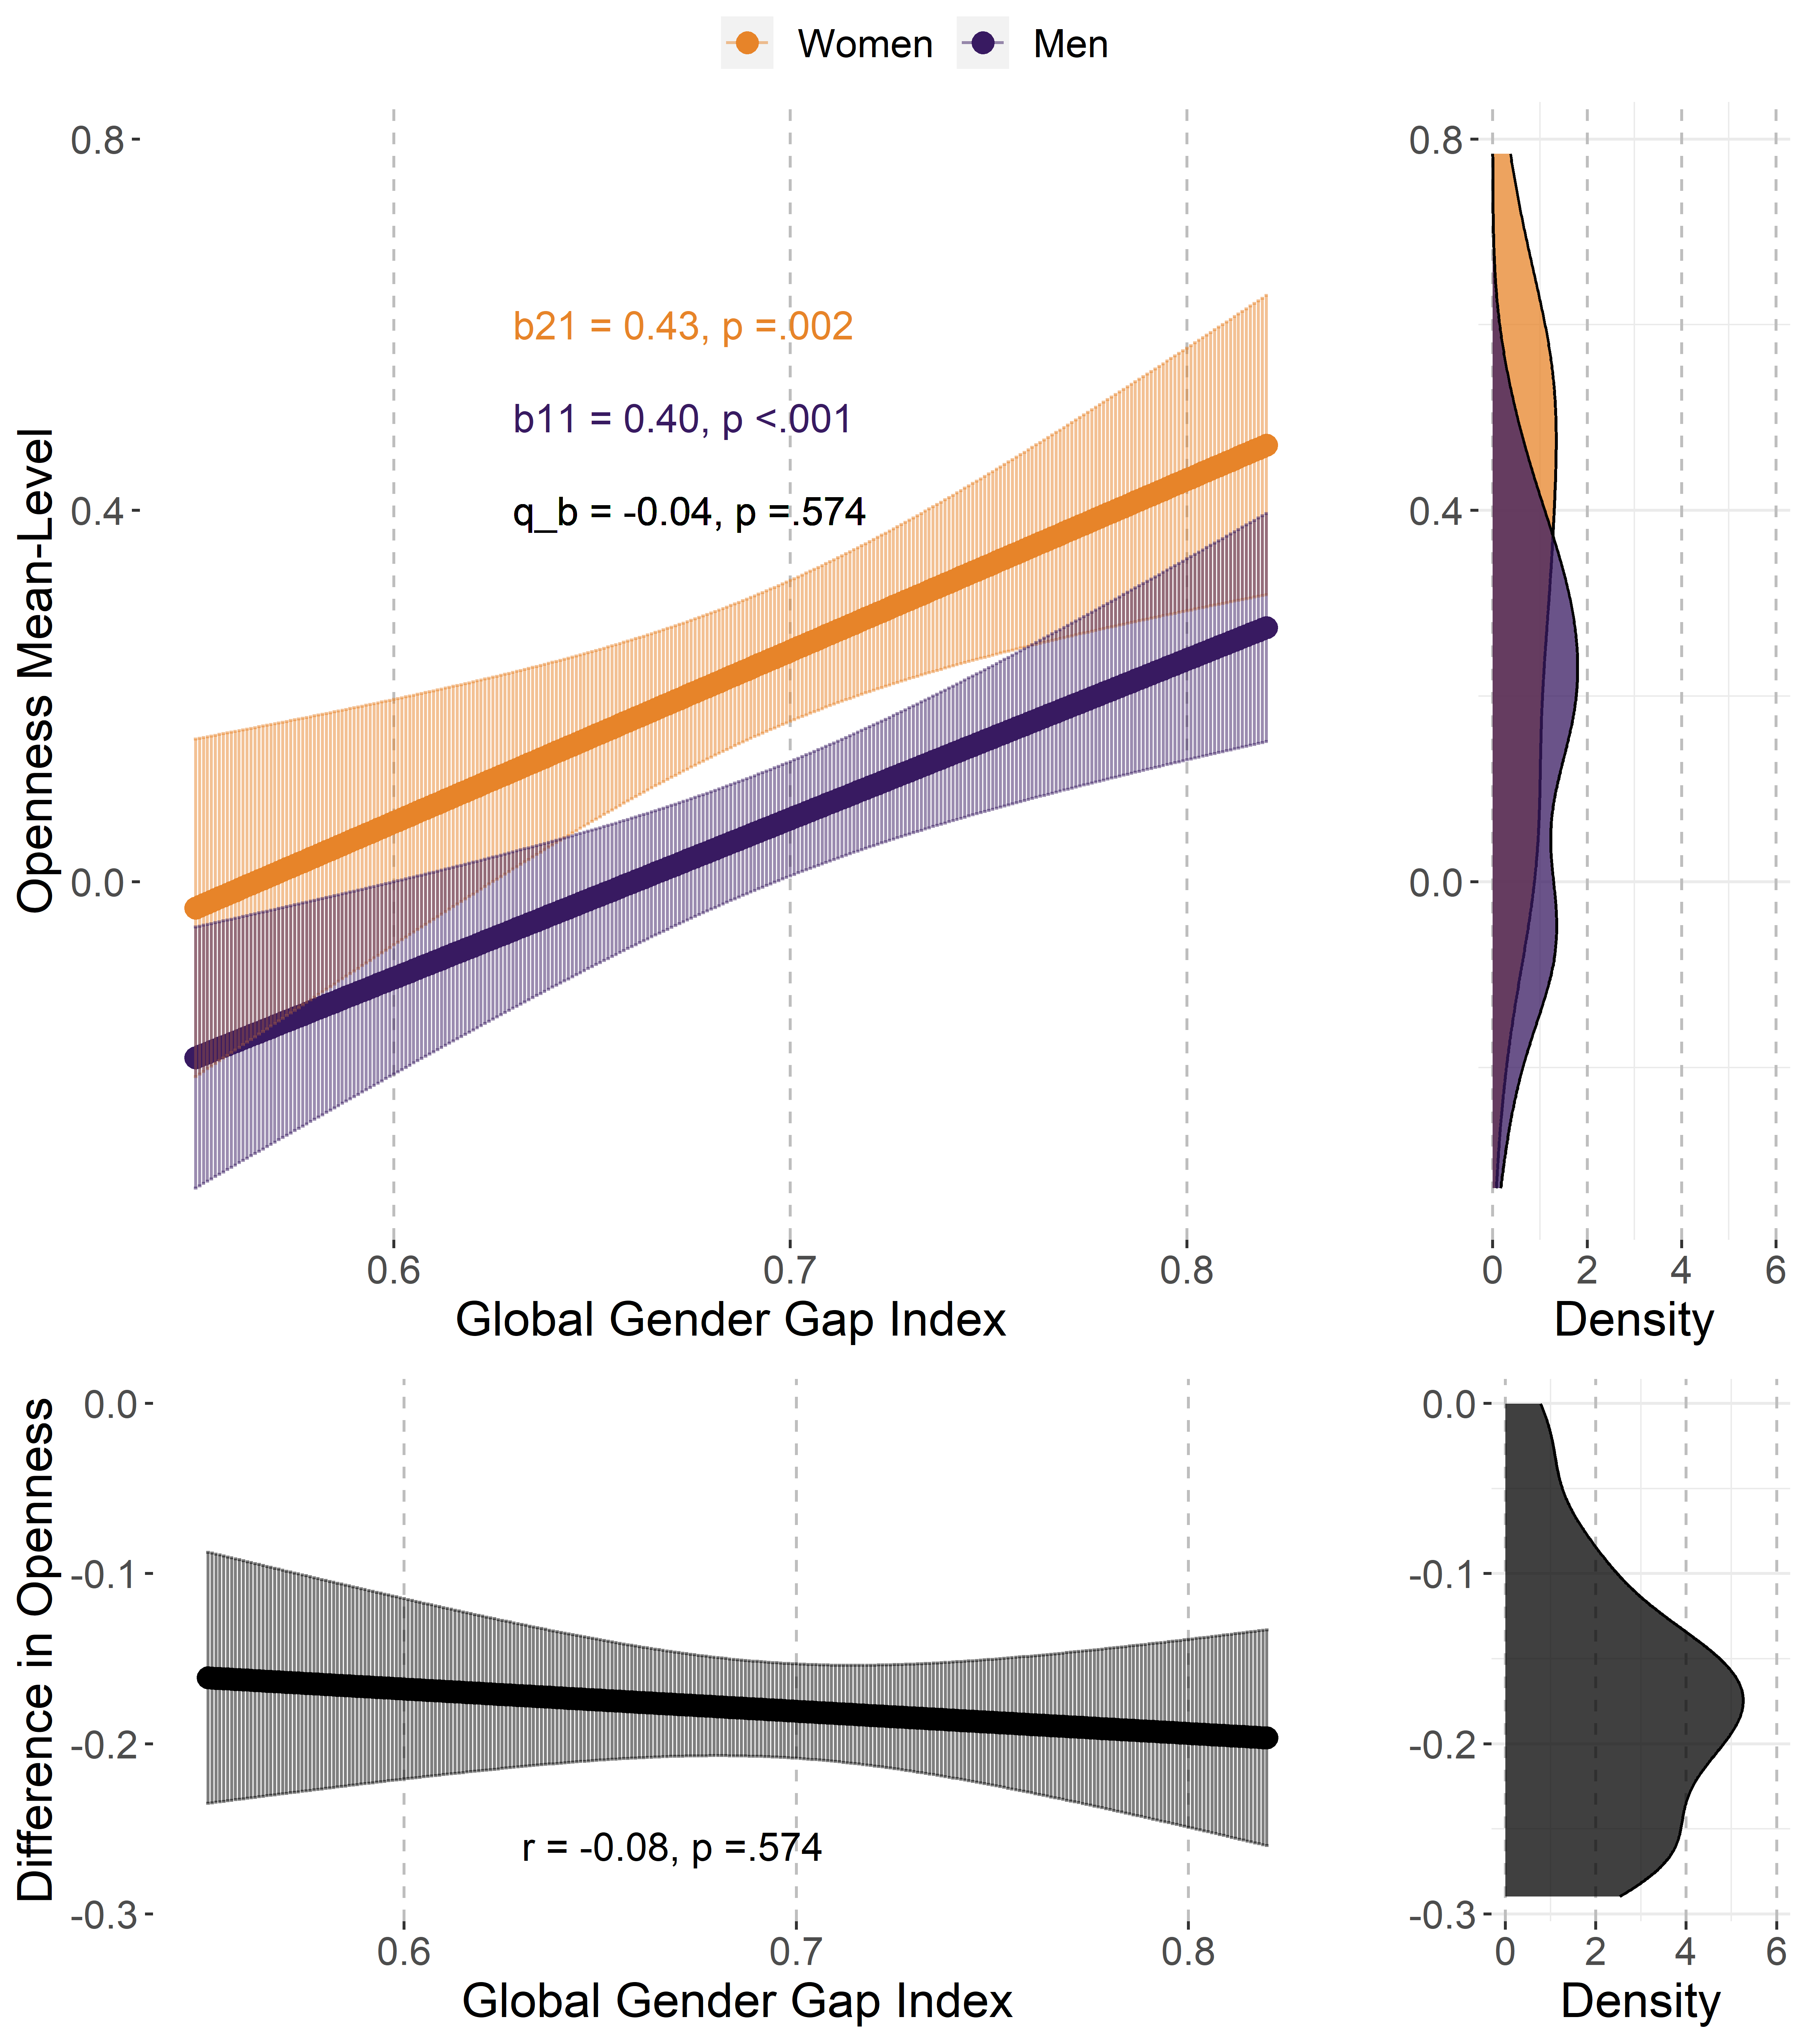 Women Men
0.8
0.4
0.0
Openness Mean-Level
b21 = 0.43, p =.002
b11 = 0.40, p <.001
q_b = -0.04, p =.574
0.6 0.7 0.8
Global Gender Gap Index
0.8
0.4
0.0
0 2 4 6
Density
0.0
-0.1
-0.2
-0.3
Difference in Openness
r = -0.08, p =.574
0.6 0.7 0.8
Global Gender Gap Index
0.0
-0.1
-0.2
-0.3
0 2 4 6
Density